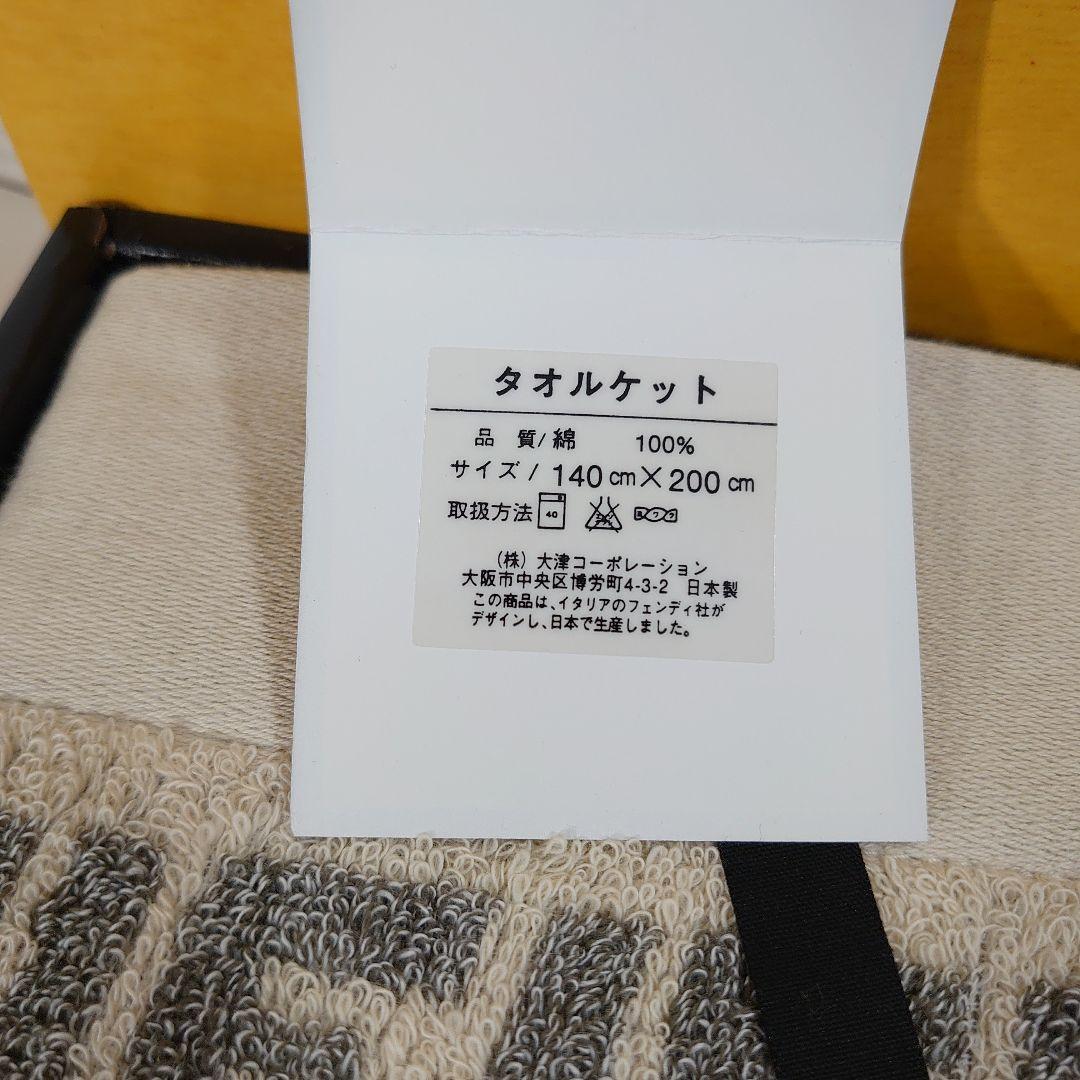 タオルケット
品 質/綿 100%
サイズ/140cm×200cm
取扱方法 40
(株)大津コーポレーション
大阪市中央区博労町4-3-2 日本製
この商品は、イタリアのフェンディ社が
デザインし、日本で生産しました。